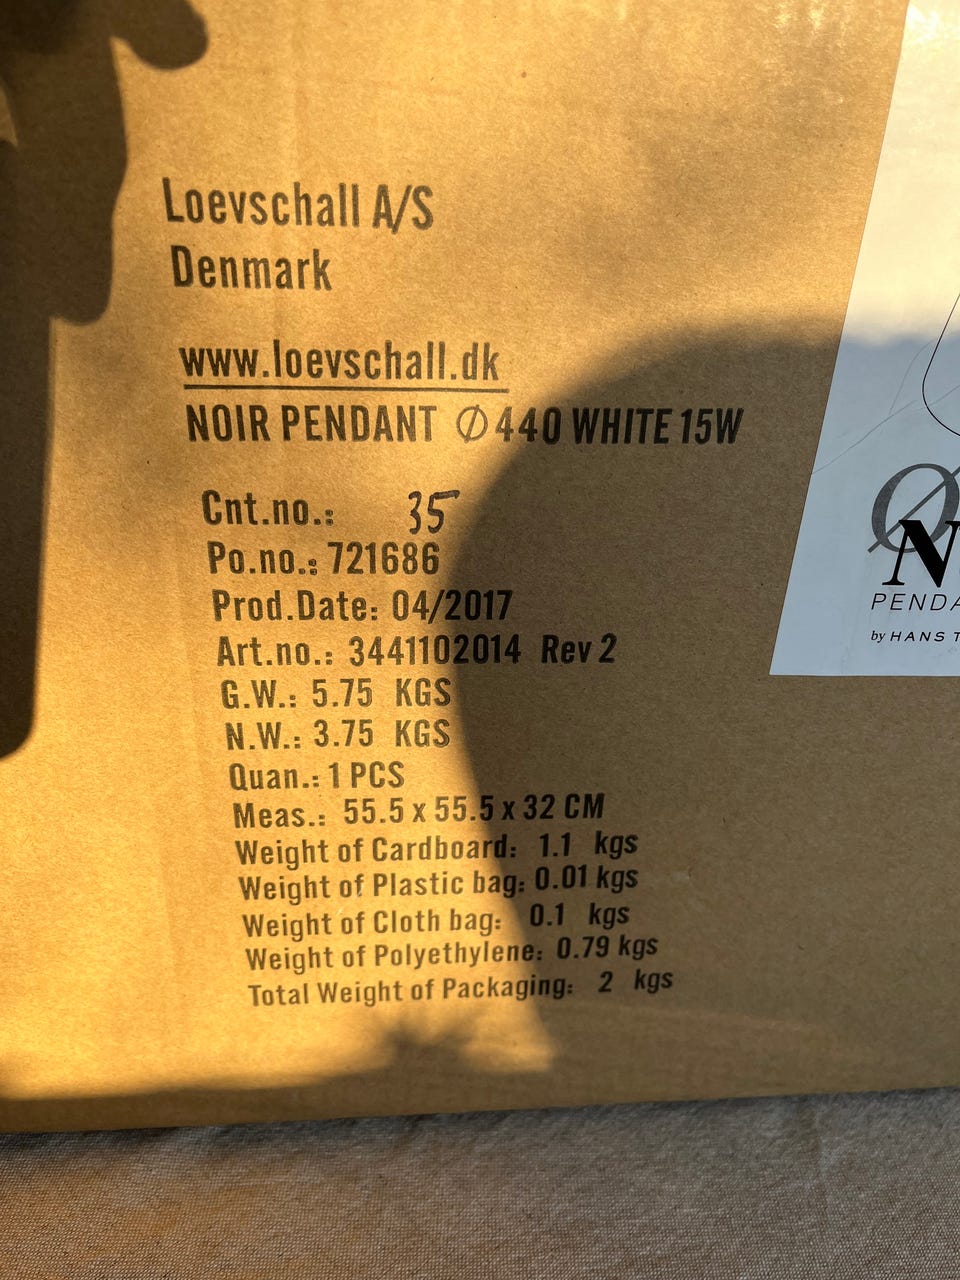 Loevschall A/S
Denmark
www.loevschall.dk
NOIR PENDANT Ø440 WHITE 15W
Cnt.no.: 35
Po.no.: 721686
Prod.Date: 04/2017
Art.no.: 3441102014 Rev 2
G.W.: 5.75 KGS
N.W.: 3.75 KGS
Quan.: 1 PCS
Meas.: 55.5 x 55.5 x 32 CM
Weight of Cardboard: 1.1 kgs
Weight of Plastic bag: 0.01 kgs
Weight of Cloth bag: 0.1 kgs
Weight of Polyethylene: 0.79 kgs
Total Weight of Packaging: 2 kgs
by HANS